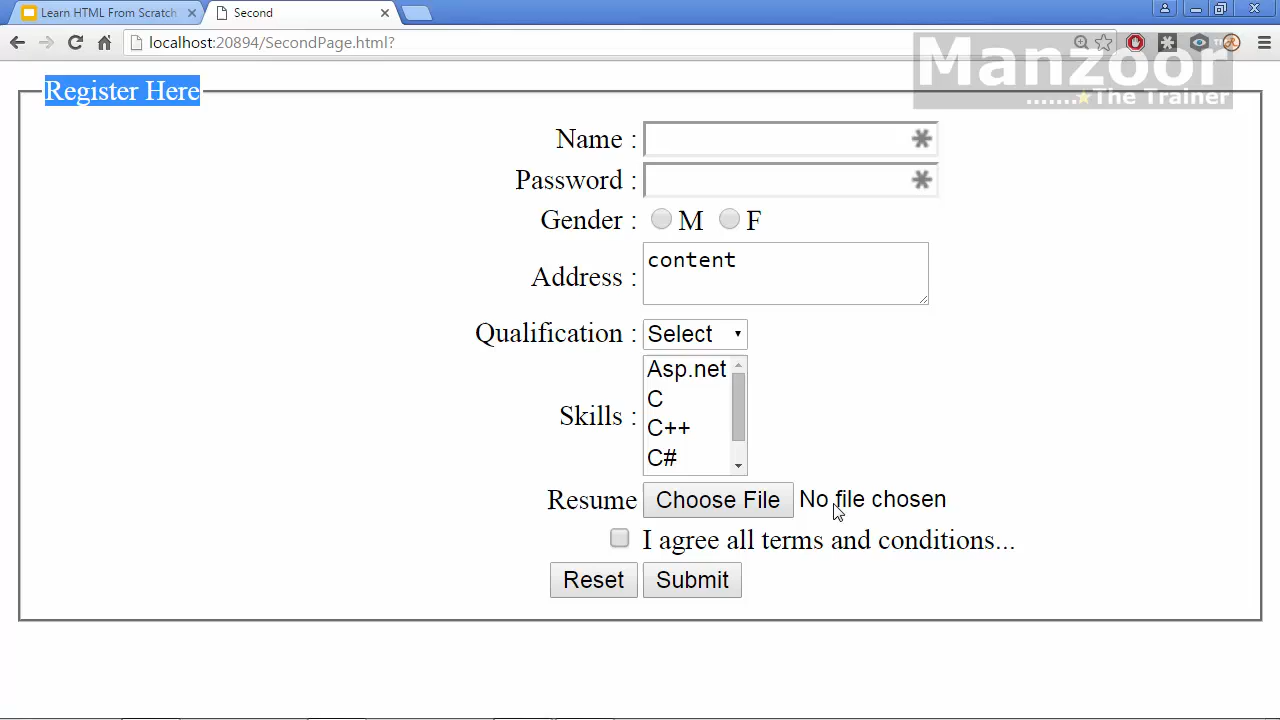 Learn HTML From Scratch
Second
localhost:20894/SecondPage.html?
Manzoor
.......The Trainer
Register Here
Name :
Password :
Gender : M F
Address : content
Qualification : Select
Skills : Asp.net
C
C++
C#
Resume Choose File No file chosen
I agree all terms and conditions...
Reset Submit